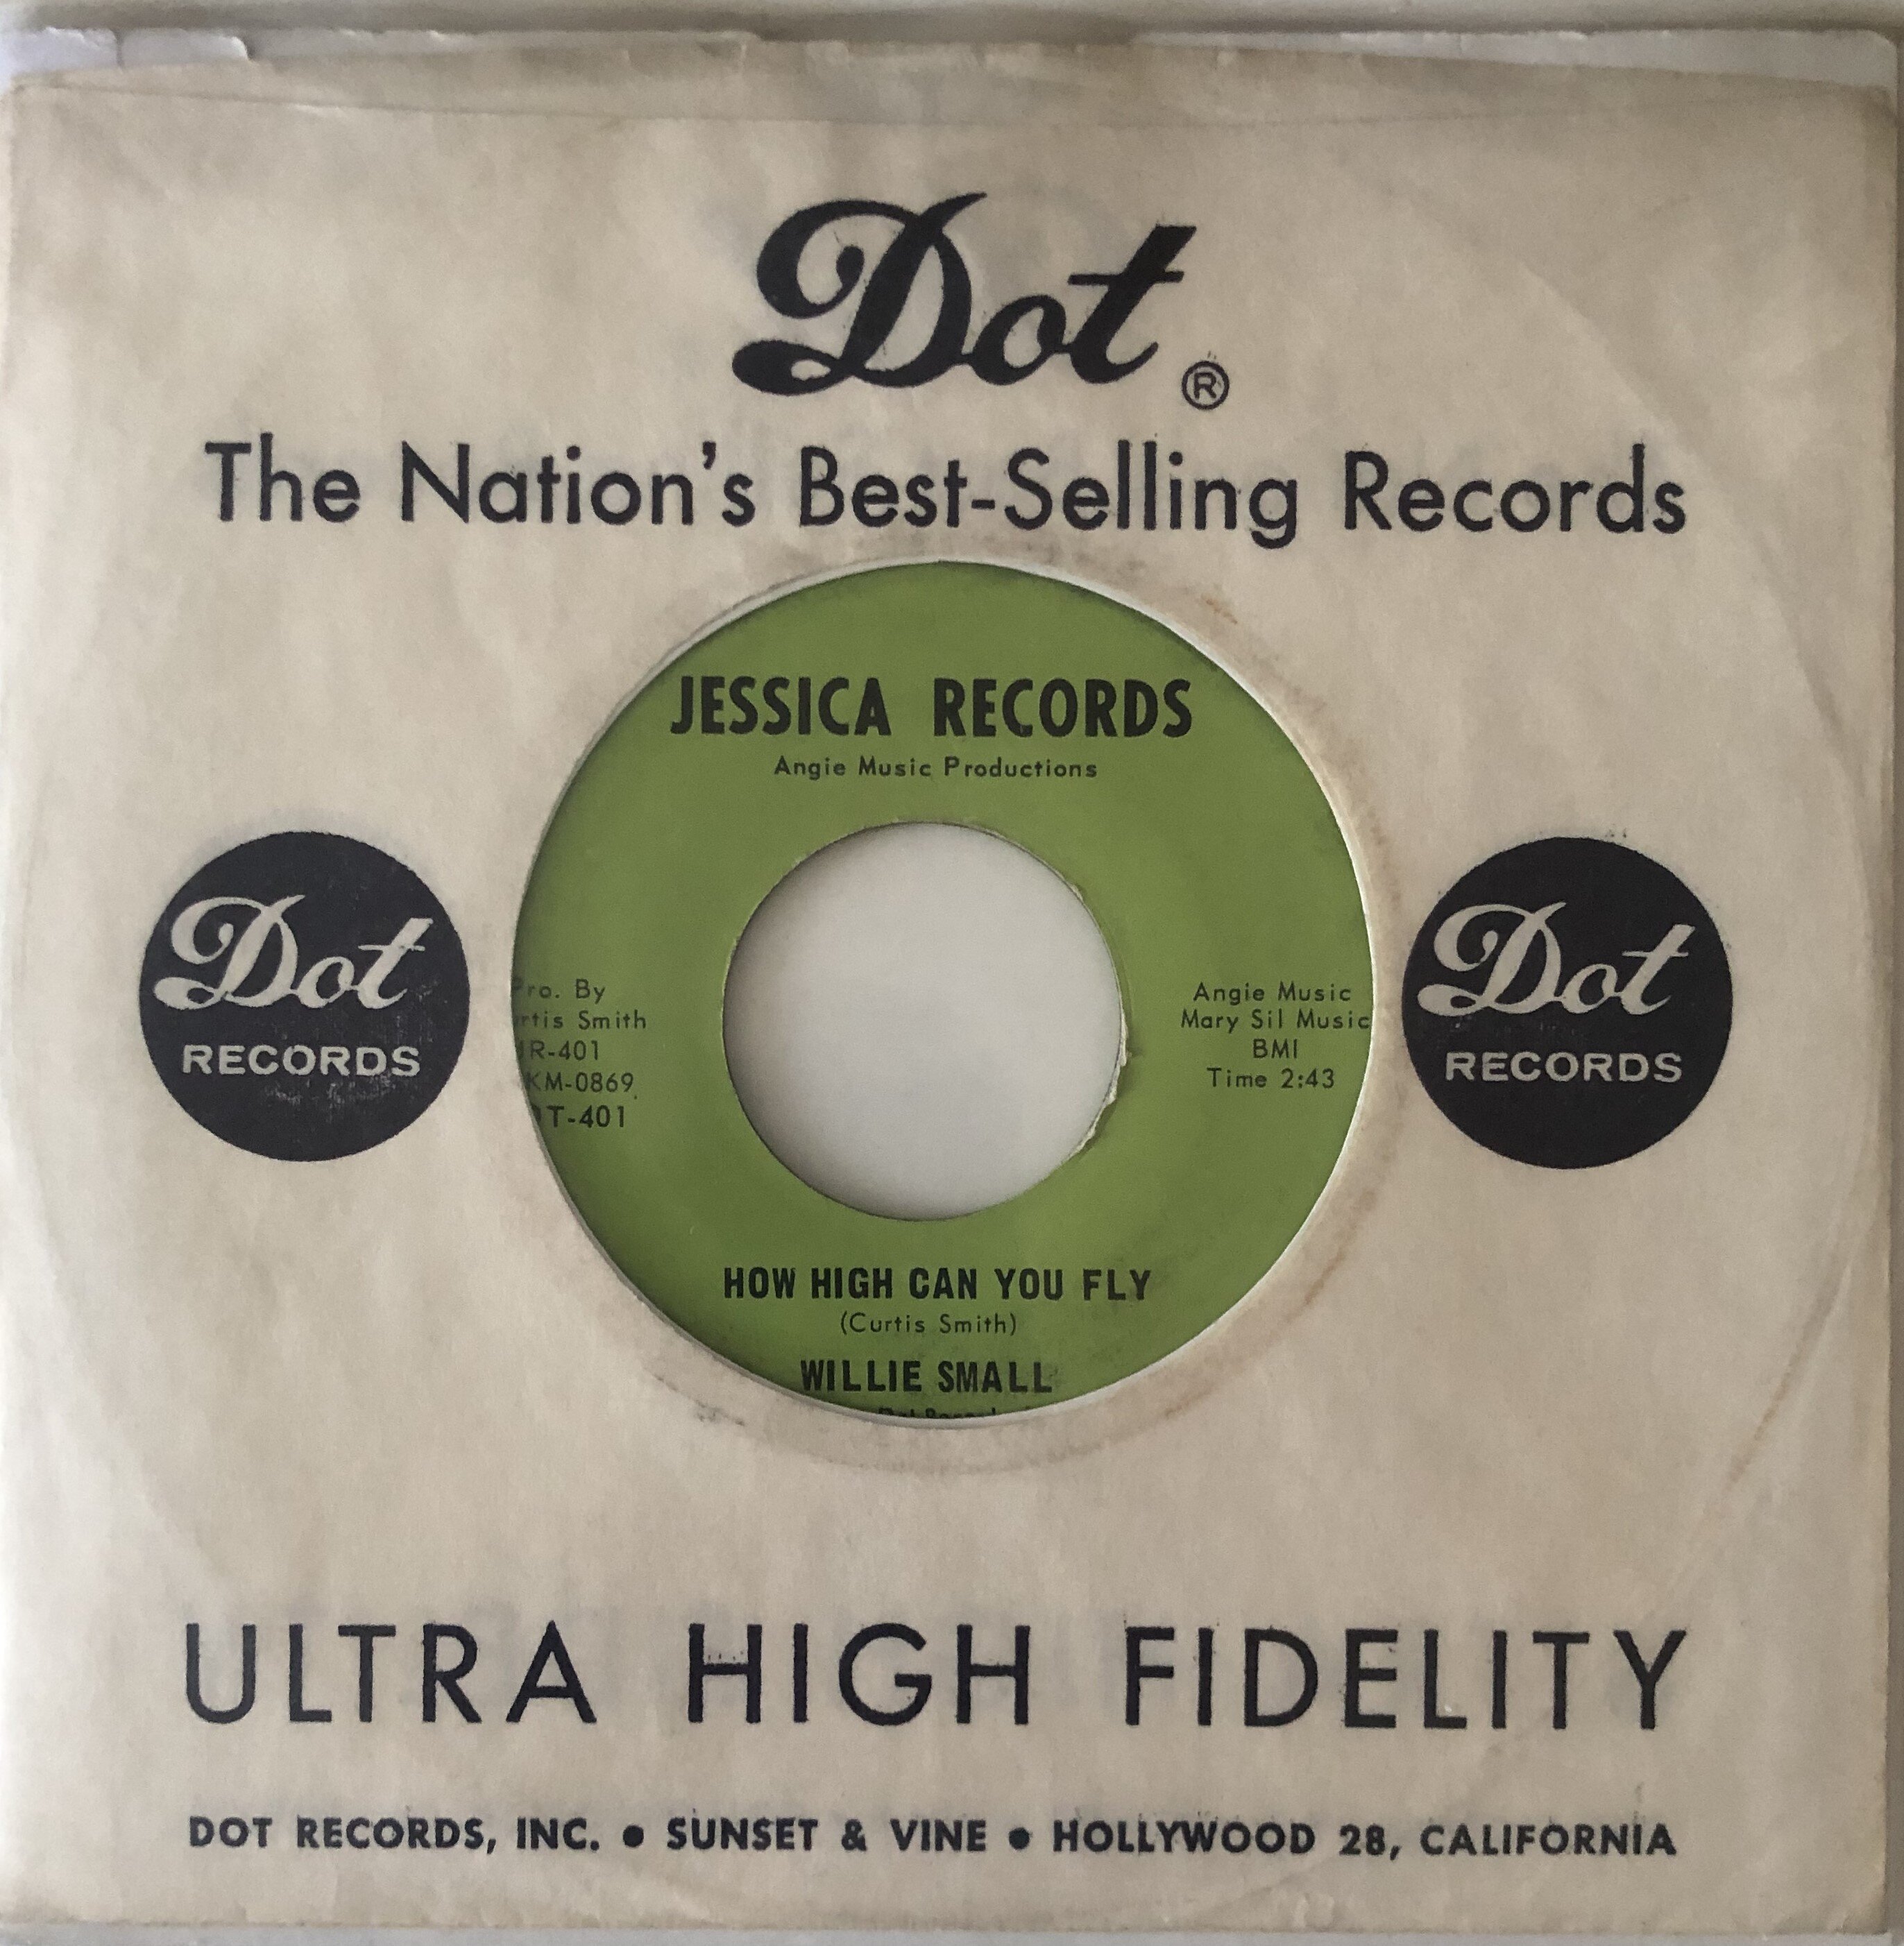 Dot ®
The Nation's Best-Selling Records
JESSICA RECORDS
Angie Music Productions
Dot
RECORDS
By
Smith
R-401
KM-0869
T-401
Angie Music
Mary Sil Music
BMI
Time 2:43
Dot
RECORDS
HOW HIGH CAN YOU FLY
(Curtis Smith)
WILLIE SMALL
ULTRA HIGH FIDELITY
DOT RECORDS, INC. • SUNSET & VINE • HOLLYWOOD 28, CALIFORNIA